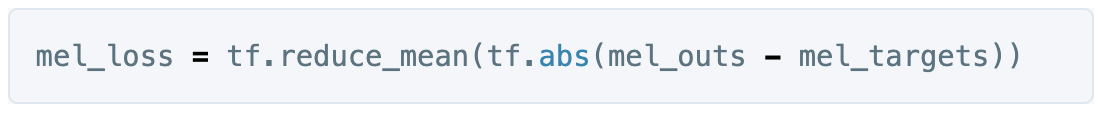 mel_loss = tf.reduce_mean(tf.abs(mel_outs - mel_targets))